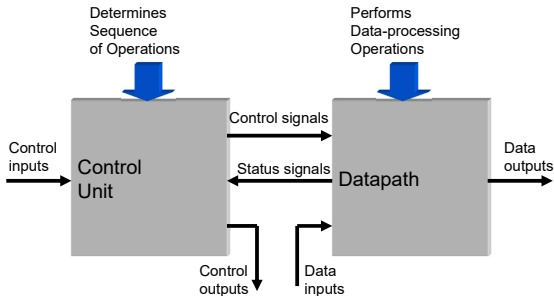 Determines
Sequence
of Operations
Performs
Data-processing
Operations
Control
inputs
Control
Unit
Control signals
Status signals
Datapath
Data
outputs
Control
outputs
Data
inputs